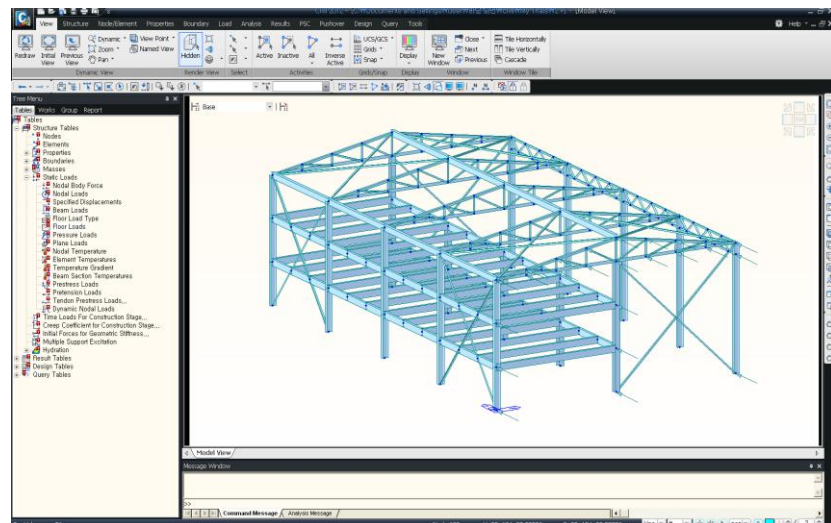 View Structure Node/Element Properties Boundary Load Analysis Results PSC Pushover Design Query Tools Help
Redraw Initial View Previous View Dynamic Zoom Pan View Point Named View Hidden Active Inactive All Inverse Active UCS/GCS Grids Snap Display New Window Close Next Previous Tile Horizontally Tile Vertically Cascade
Dynamic View Render View Select Activities Grids/Snap Display Window Window Tile
Tree Menu
Tables Works Group Report
Base
Tables
Structure Tables
Nodes
Elements
Properties
Boundaries
Masses
Static Loads
Nodal Body Force
Nodal Loads
Specified Displacements
Beam Loads
Floor Load Type
Floor Loads
Pressure Loads
Plane Loads
Nodal Temperature
Element Temperatures
Temperature Gradient
Beam Section Temperatures
Prestress Loads
Pretension Loads
Tendon Prestress Loads...
Dynamic Nodal Loads
Time Loads For Construction Stage...
Creep Coefficient for Construction Stage...
Initial Forces for Geometric Stiffness...
Multiple Support Excitation
Hydration
Result Tables
Design Tables
Query Tables
Model View
Message Window
>>
Command Message Analysis Message